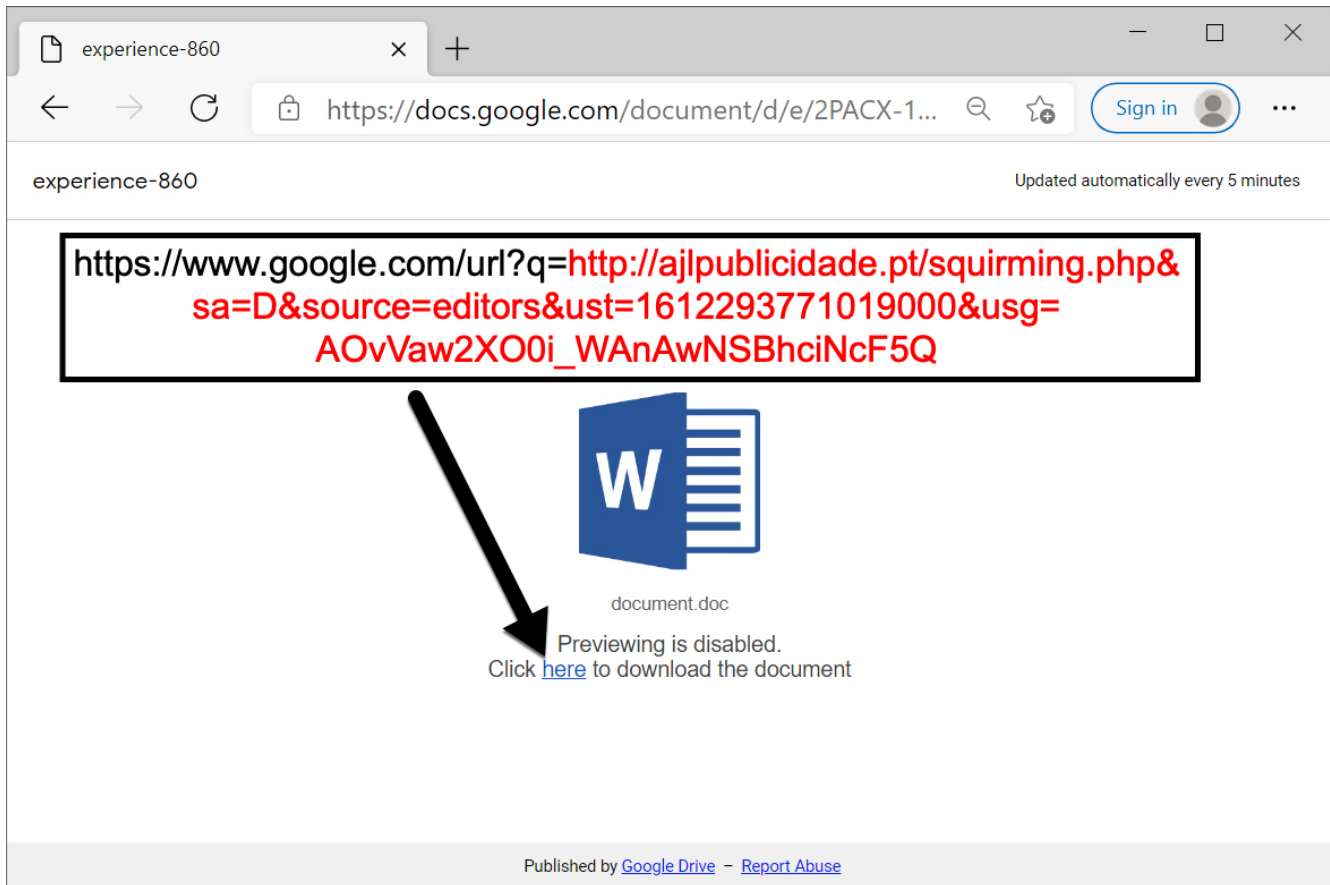 experience-860
https://docs.google.com/document/d/e/2PACX-1...
Sign in
experience-860
Updated automatically every 5 minutes
https://www.google.com/url?q=http://ajlpublicidade.pt/squirming.php&
sa=D&source=editors&ust=1612293771019000&usg=
AOvVaw2XO0i_WAnAwNSBhciNcF5Q
W
document.doc
Previewing is disabled.
Click here to download the document
Published by Google Drive – Report Abuse